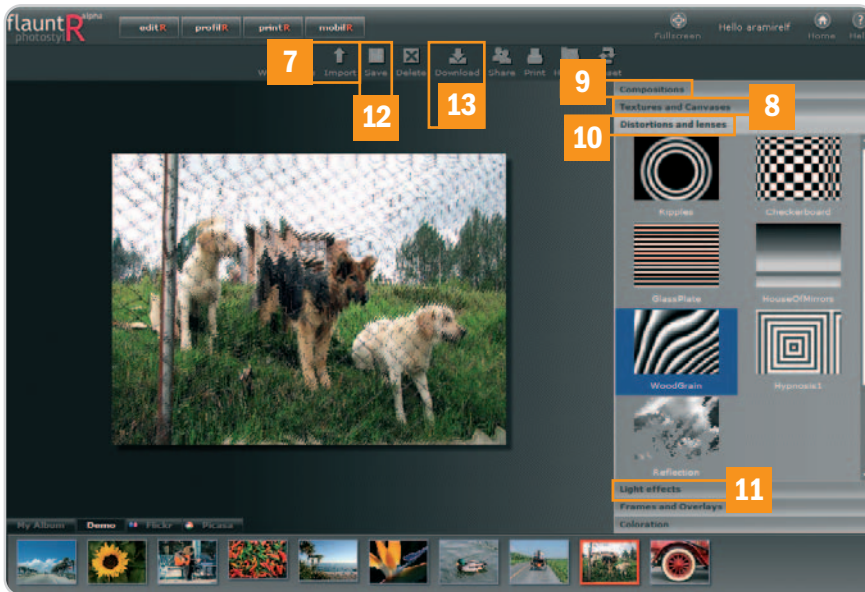 flauntR alpha
photostyl
editR profilR printR mobilR
Fullscreen Hello aramirelf Home
7 Import Save Delete Download Share Print
12
13
9 Compositions
Textures and Canvases 8
10 Distortions and lenses
Ripples Checkerboard
GlassPlate HouseOfMirrors
WoodGrain Hypnosis1
Reflection
Light effects 11
Frames and Overlays
Coloration
My Album Demo Flickr Picasa